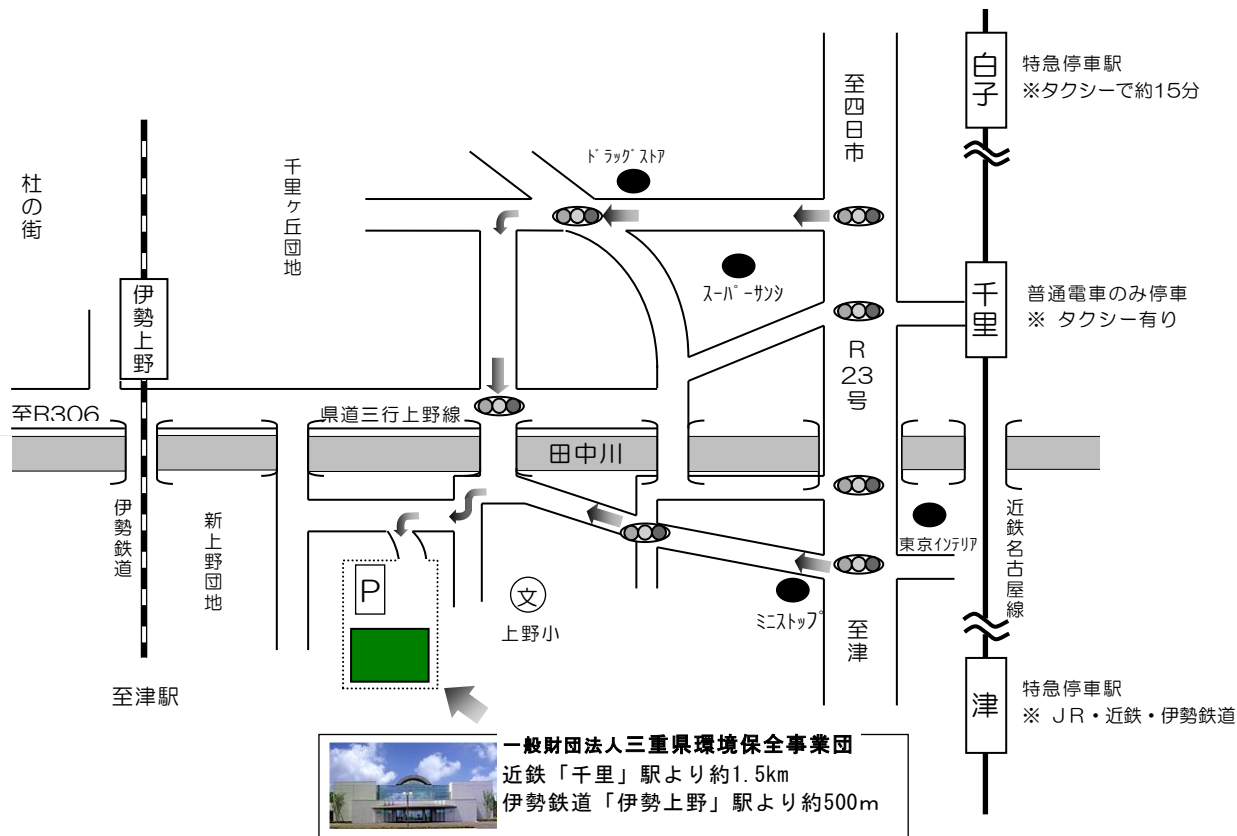 白子
特急停車駅
※タクシーで約15分
至四日市
ﾄﾞﾗｯｸﾞｽﾄｱ
千里ヶ丘団地
杜の街
スーパーサンシ
伊勢上野
千里
普通電車のみ停車
※ タクシー有り
R23号
至R306
県道三行上野線
田中川
伊勢鉄道
新上野団地
東京ｲﾝﾃﾘｱ
近鉄名古屋線
P
文
上野小
ﾐﾆｽﾄｯﾌﾟ
至津
至津駅
津
特急停車駅
※ JR・近鉄・伊勢鉄道
一般財団法人三重県環境保全事業団
近鉄「千里」駅より約1.5km
伊勢鉄道「伊勢上野」駅より約500m